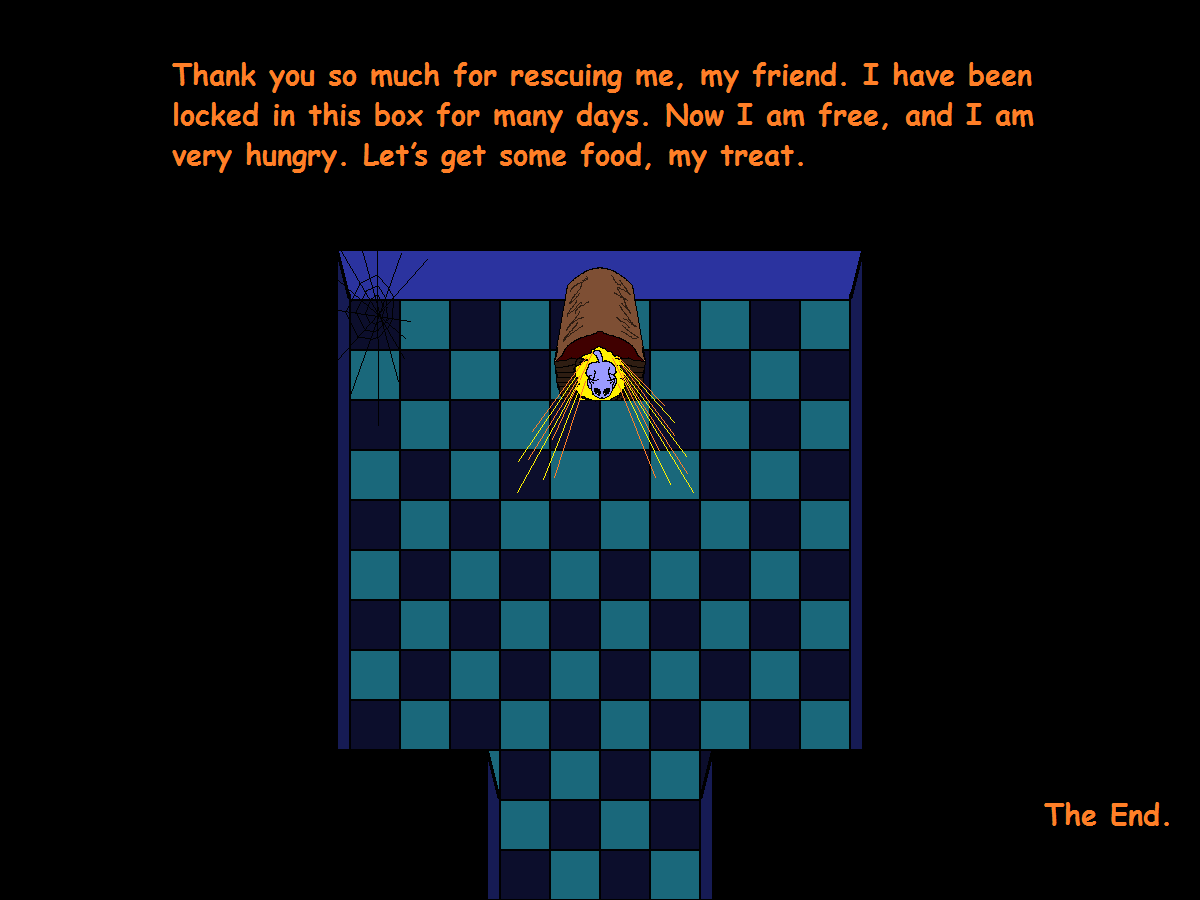 Thank you so much for rescuing me, my friend. I have been
locked in this box for many days. Now I am free, and I am
very hungry. Let’s get some food, my treat.
The End.